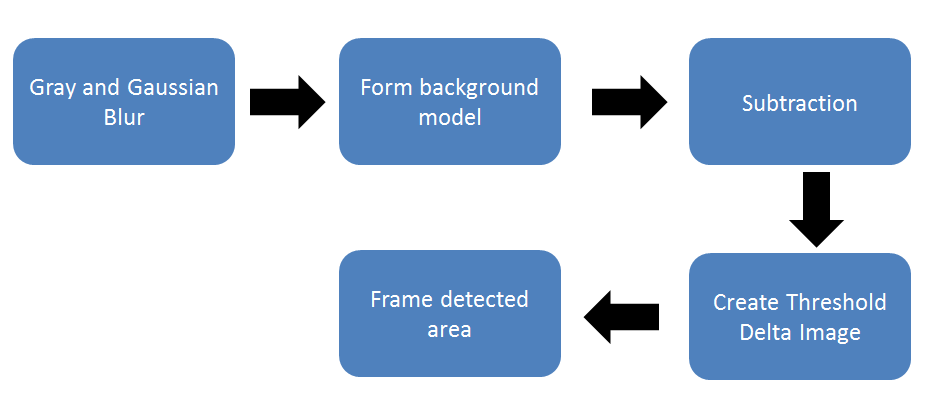 Gray and Gaussian
Blur
Form background
model
Subtraction
Create Threshold
Delta Image
Frame detected
area